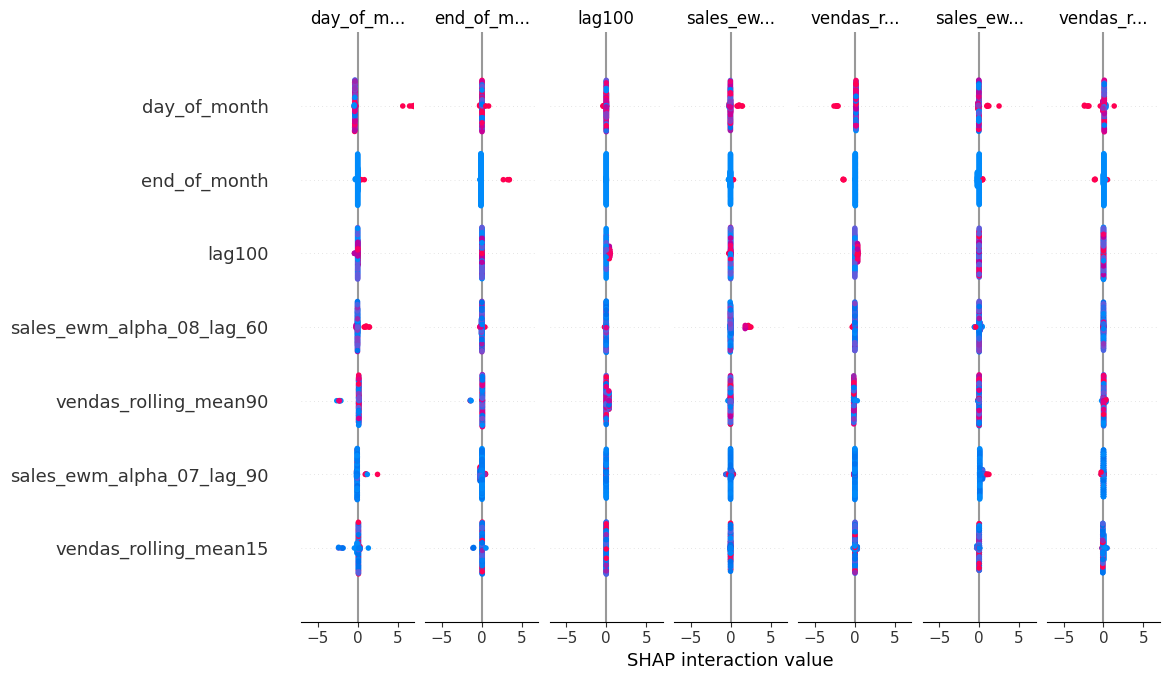 day_of_m... end_of_m... lag100 sales_ew... vendas_r... sales_ew... vendas_r...
day_of_month
end_of_month
lag100
sales_ewm_alpha_08_lag_60
vendas_rolling_mean90
sales_ewm_alpha_07_lag_90
vendas_rolling_mean15
−5 0 5 −5 0 5 −5 0 5 −5 0 5 −5 0 5 −5 0 5 −5 0 5
SHAP interaction value